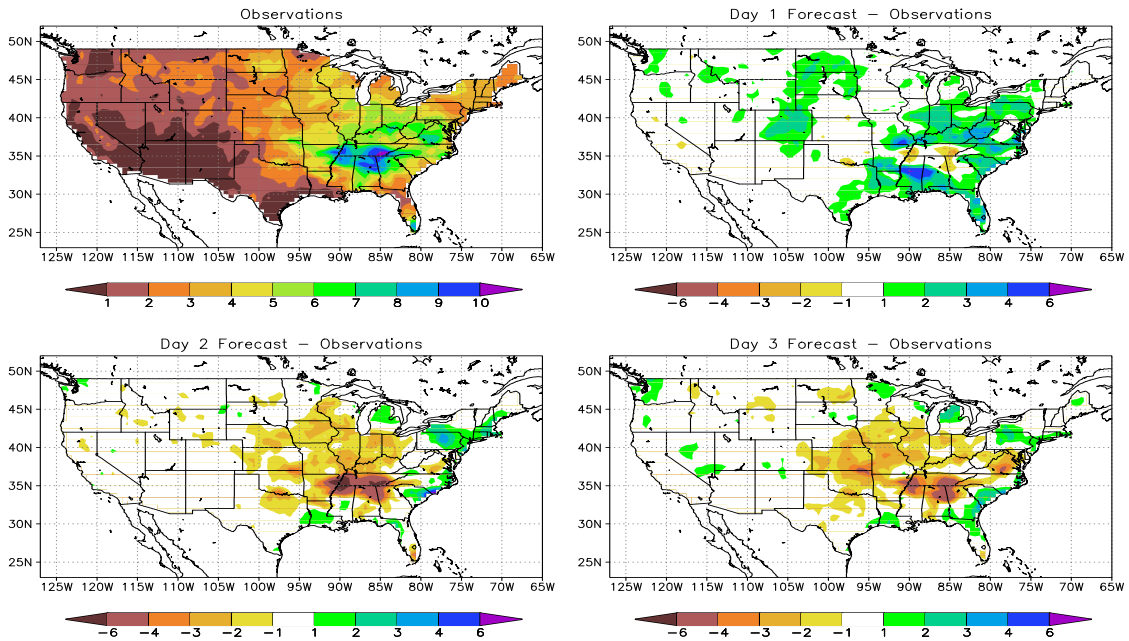 Observations
50N
45N
40N
35N
30N
25N
125W 120W 115W 110W 105W 100W 95W 90W 85W 80W 75W 70W 65W
1 2 3 4 5 6 7 8 9 10
Day 1 Forecast − Observations
50N
45N
40N
35N
30N
25N
125W 120W 115W 110W 105W 100W 95W 90W 85W 80W 75W 70W 65W
−6 −4 −3 −2 −1 1 2 3 4 6
Day 2 Forecast − Observations
50N
45N
40N
35N
30N
25N
125W 120W 115W 110W 105W 100W 95W 90W 85W 80W 75W 70W 65W
−6 −4 −3 −2 −1 1 2 3 4 6
Day 3 Forecast − Observations
50N
45N
40N
35N
30N
25N
125W 120W 115W 110W 105W 100W 95W 90W 85W 80W 75W 70W 65W
−6 −4 −3 −2 −1 1 2 3 4 6